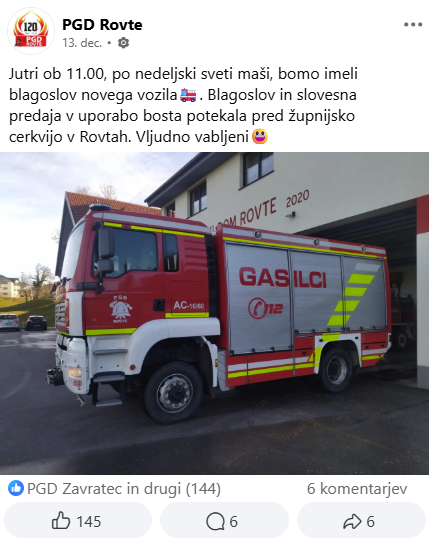 120
PGD
ROVTE
PGD Rovte
13. dec.
Jutri ob 11.00, po nedeljski sveti maši, bomo imeli
blagoslov novega vozila🚒. Blagoslov in slovesna
predaja v uporabo bosta potekala pred župnijsko
cerkvijo v Rovtah. Vljudno vabljeni😃
DOM ROVTE 2020
GASILCI
112
PGD
ROVTE
AC-16/60
PGD Zavratec in drugi (144)
6 komentarjev
145
6
6